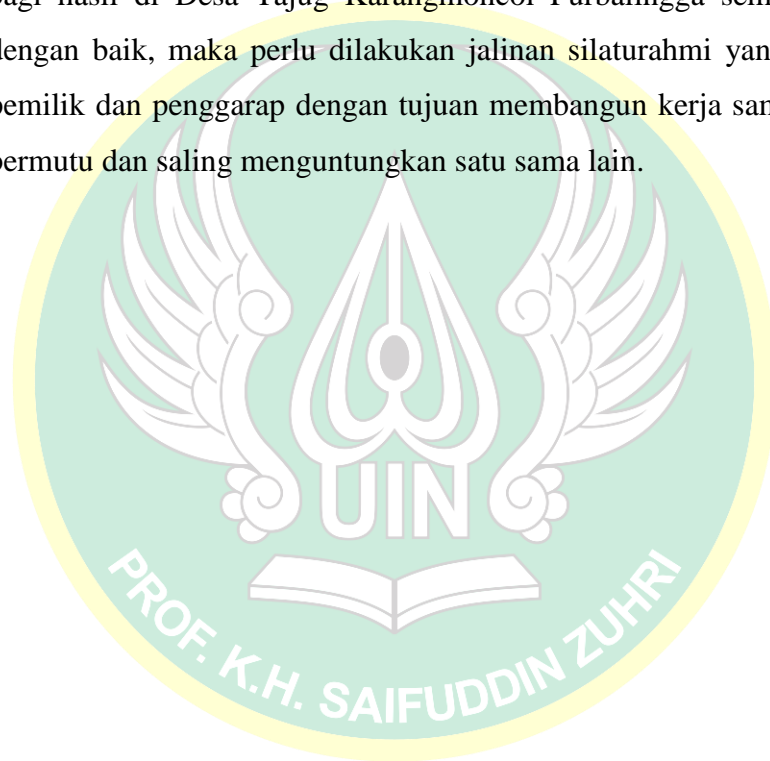 bagi hasil di Desa Tajug Karangmoncol Purbalingga
dengan baik, maka perlu dilakukan jalinan silaturahmi
pemilik dan penggarap dengan tujuan membangun kerja
bermutu dan saling menguntungkan satu sama lain.
UIN
PROF. K.H. SAIFUDDIN ZUHRI